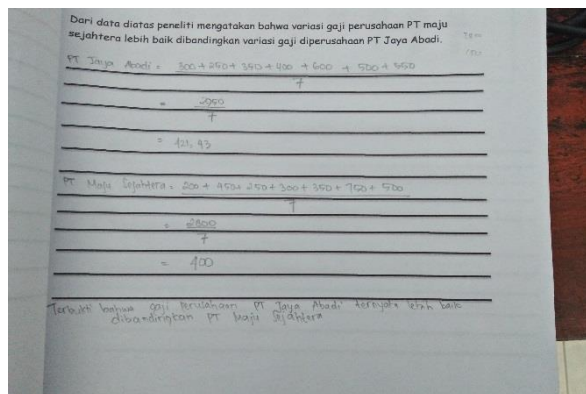 Dari data diatas peneliti mengatakan bahwa variasi gaji perusahaan PT maju
sejahtera lebih baik dibandingkan variasi gaji diperusahaan PT Jaya Abadi.
PT Jaya Abadi = 300 + 250 + 350 + 400 + 600 + 500 + 550
7
= 2950
7
= 421,43
PT Maju Sejahtera = 200 + 450 + 250 + 300 + 350 + 750 + 500
7
= 2800
7
= 400
Terbukti bahwa gaji perusahaan PT Jaya Abadi ternyata lebih baik
dibandingkan PT Maju Sejahtera